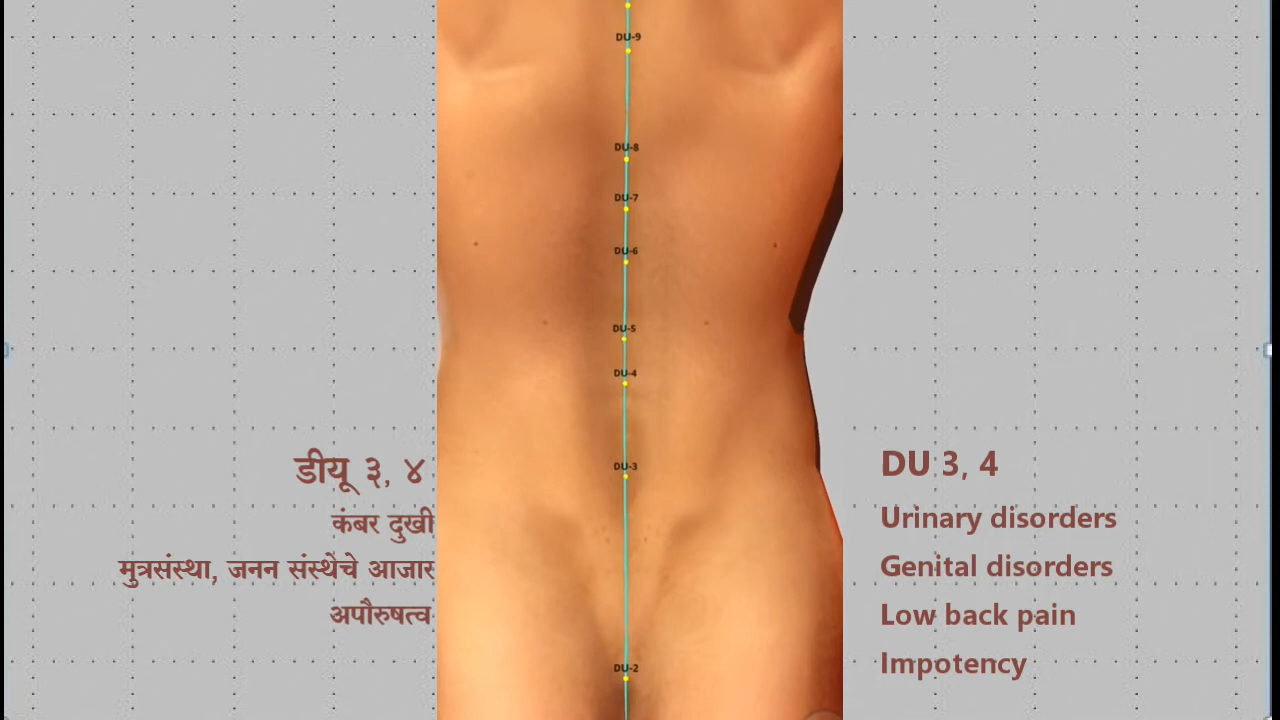 DU-9
DU-8
DU-7
DU-6
DU-5
DU-4
DU-3
DU-2
डीयू ३, ४
कंबर दुखी
मुत्रसंस्था, जनन संस्थेचे आजार
अपौरुषत्व
DU 3, 4
Urinary disorders
Genital disorders
Low back pain
Impotency